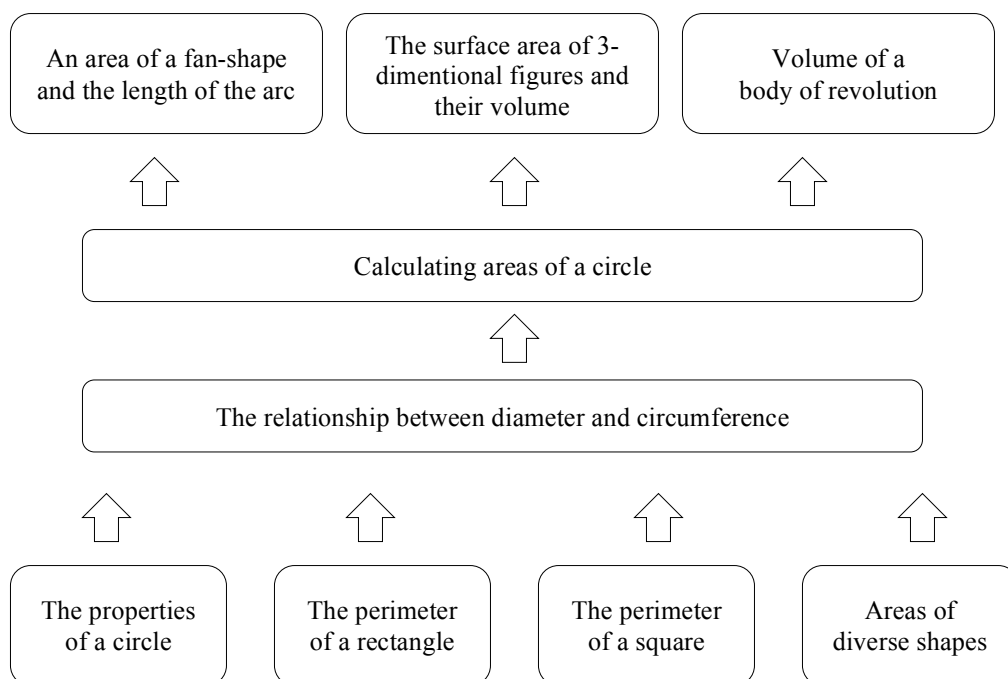 An area of a fan-shape
and the length of the arc
The surface area of 3-
dimentional figures and
their volume
Volume of a
body of revolution
Calculating areas of a circle
The relationship between diameter and circumference
The properties
of a circle
The perimeter
of a rectangle
The perimeter
of a square
Areas of
diverse shapes